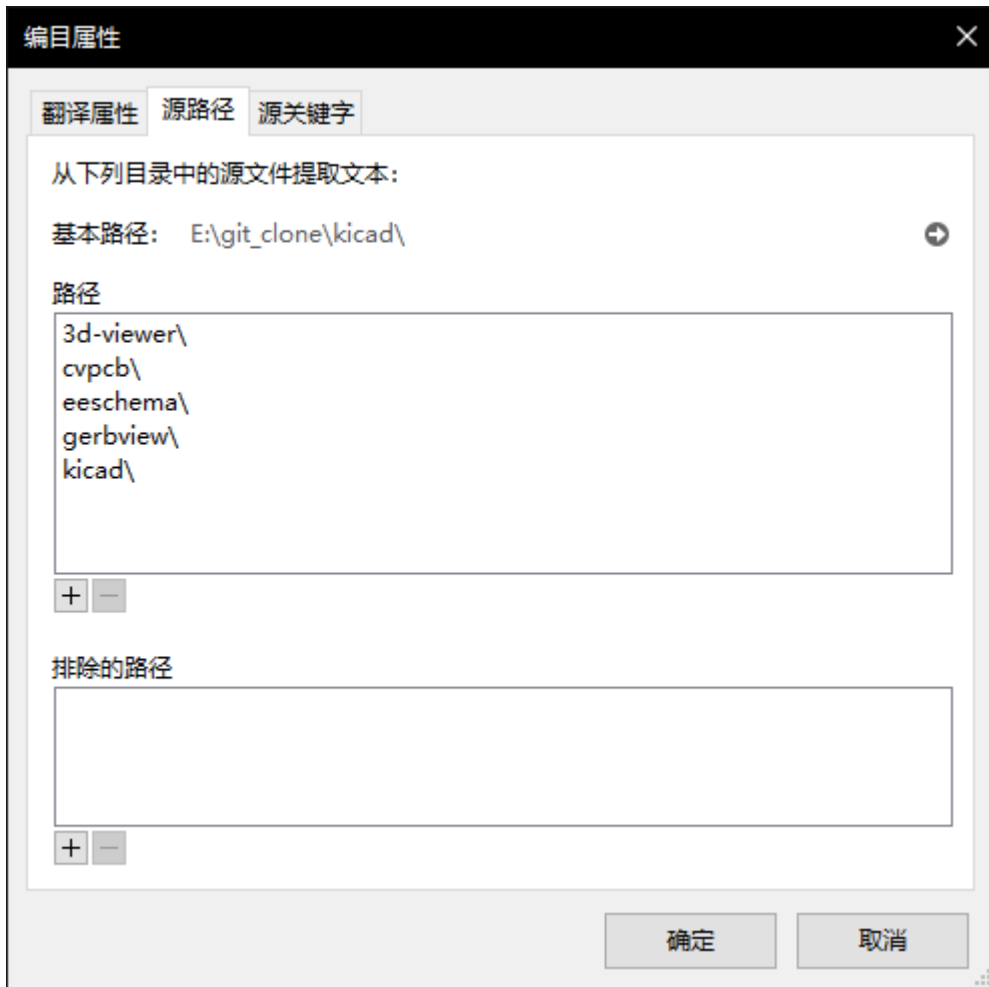 编目属性
翻译属性 源路径 源关键字
从下列目录中的源文件提取文本:
基本路径: E:\git_clone\kicad\
路径
3d-viewer\
cvpcb\
eeschema\
gerbview\
kicad\
排除的路径
确定 取消